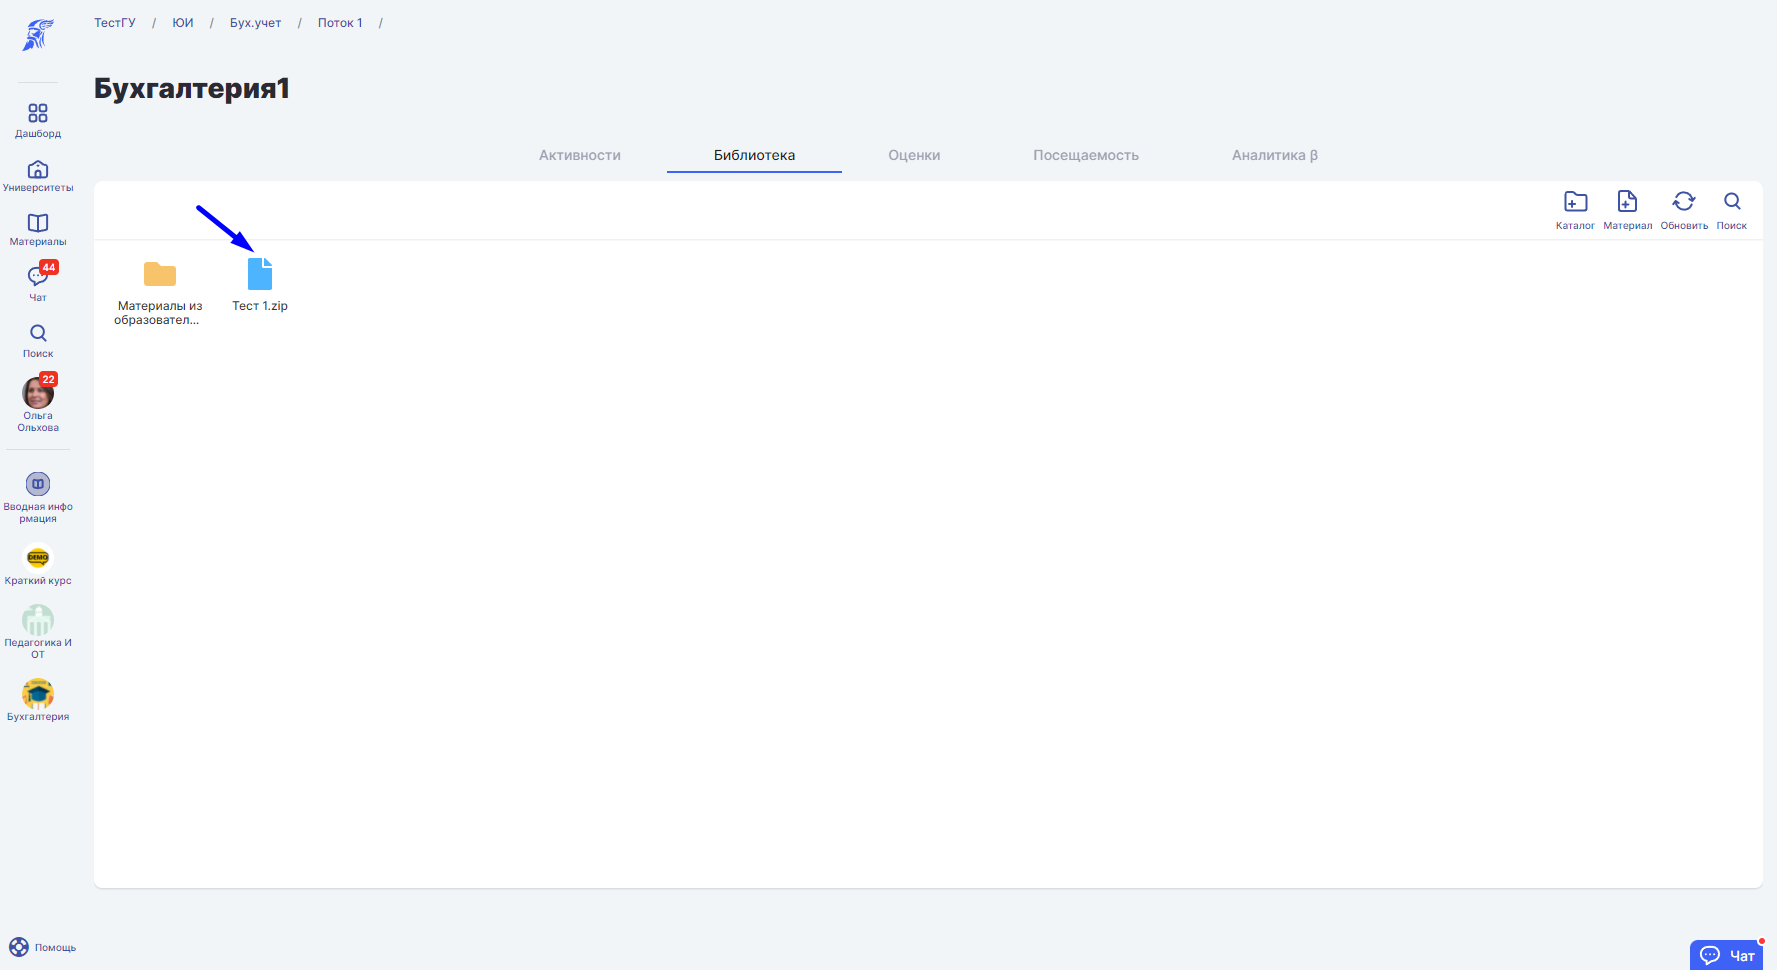 ТестГУ / ЮИ / Бух.учет / Поток 1 /
Бухгалтерия1
Дашборд
Университеты
Материалы
44
Чат
Поиск
22
Ольга
Ольхова
Вводная инфо
рмация
DEMO
Краткий курс
Педагогика И
ОТ
Бухгалтерия
Помощь
Активности Библиотека Оценки Посещаемость Аналитика β
Каталог Материал Обновить Поиск
Материалы из
образовател...
Тест 1.zip
Чат